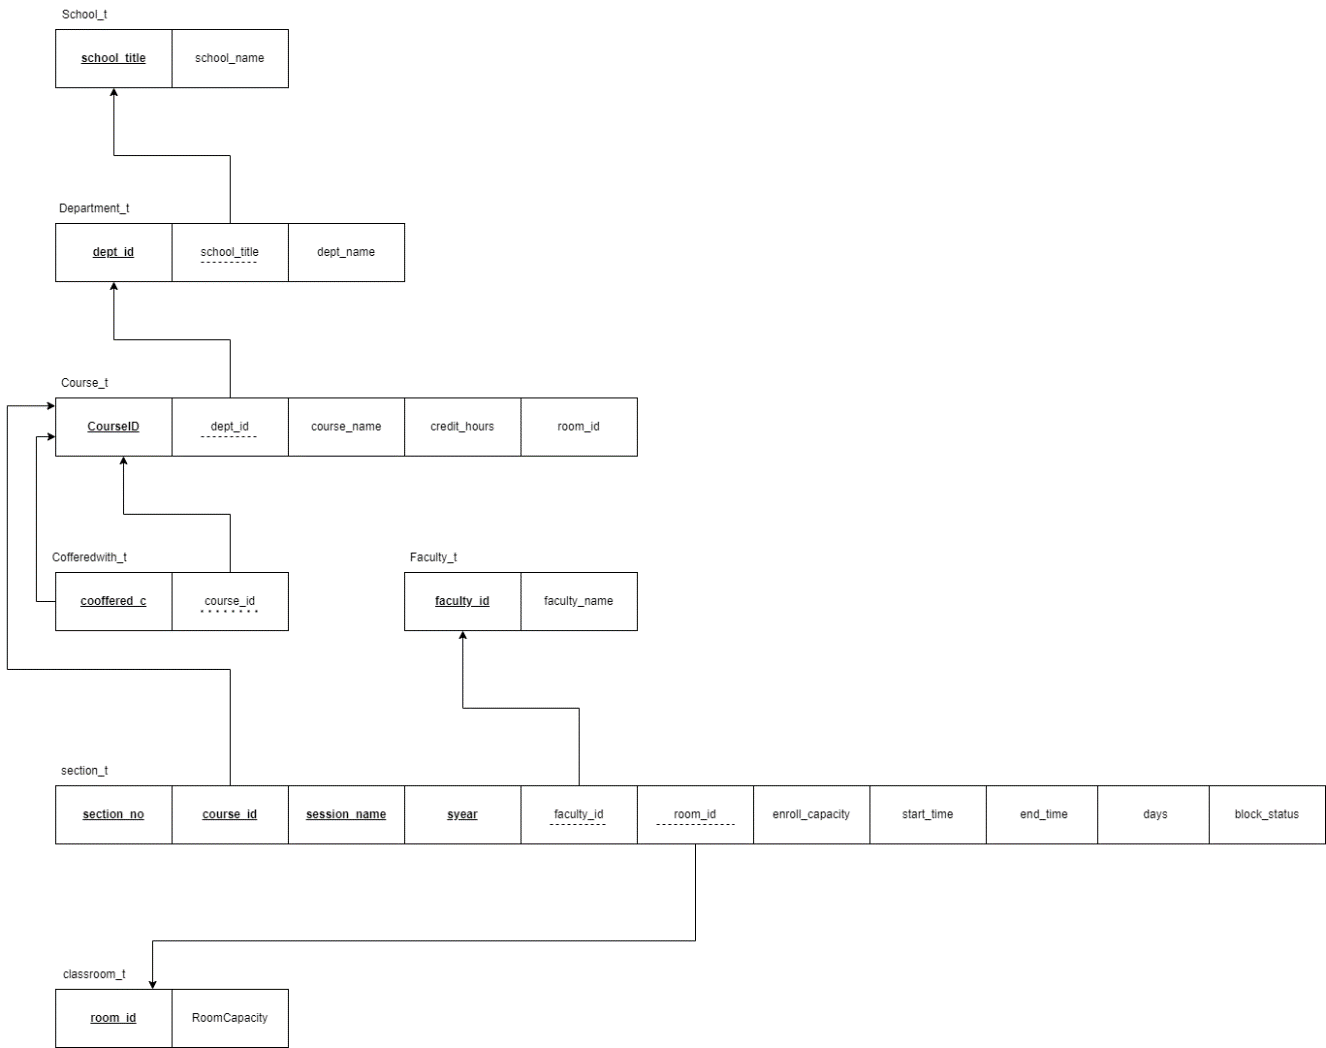 School_t
school_title school_name
Department_t
dept_id school_title dept_name
Course_t
CourseID dept_id course_name credit_hours room_id
Cofferedwith_t
cooffered_c course_id
Faculty_t
faculty_id faculty_name
section_t
section_no course_id session_name syear faculty_id room_id enroll_capacity start_time end_time days block_status
classroom_t
room_id RoomCapacity